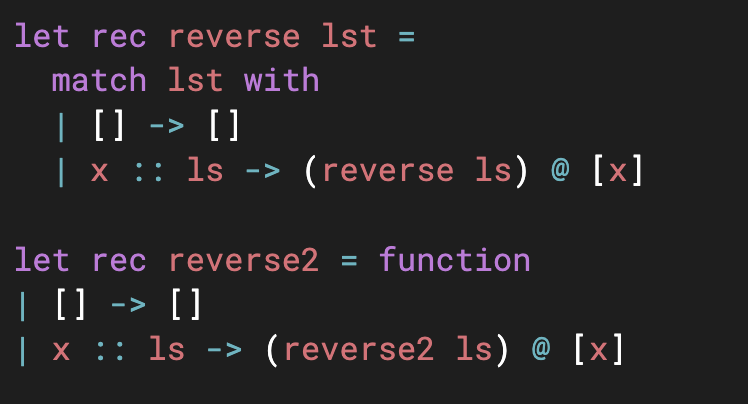 let rec reverse lst =
  match lst with
  | [] -> []
  | x :: ls -> (reverse ls) @ [x]

let rec reverse2 = function
| [] -> []
| x :: ls -> (reverse2 ls) @ [x]